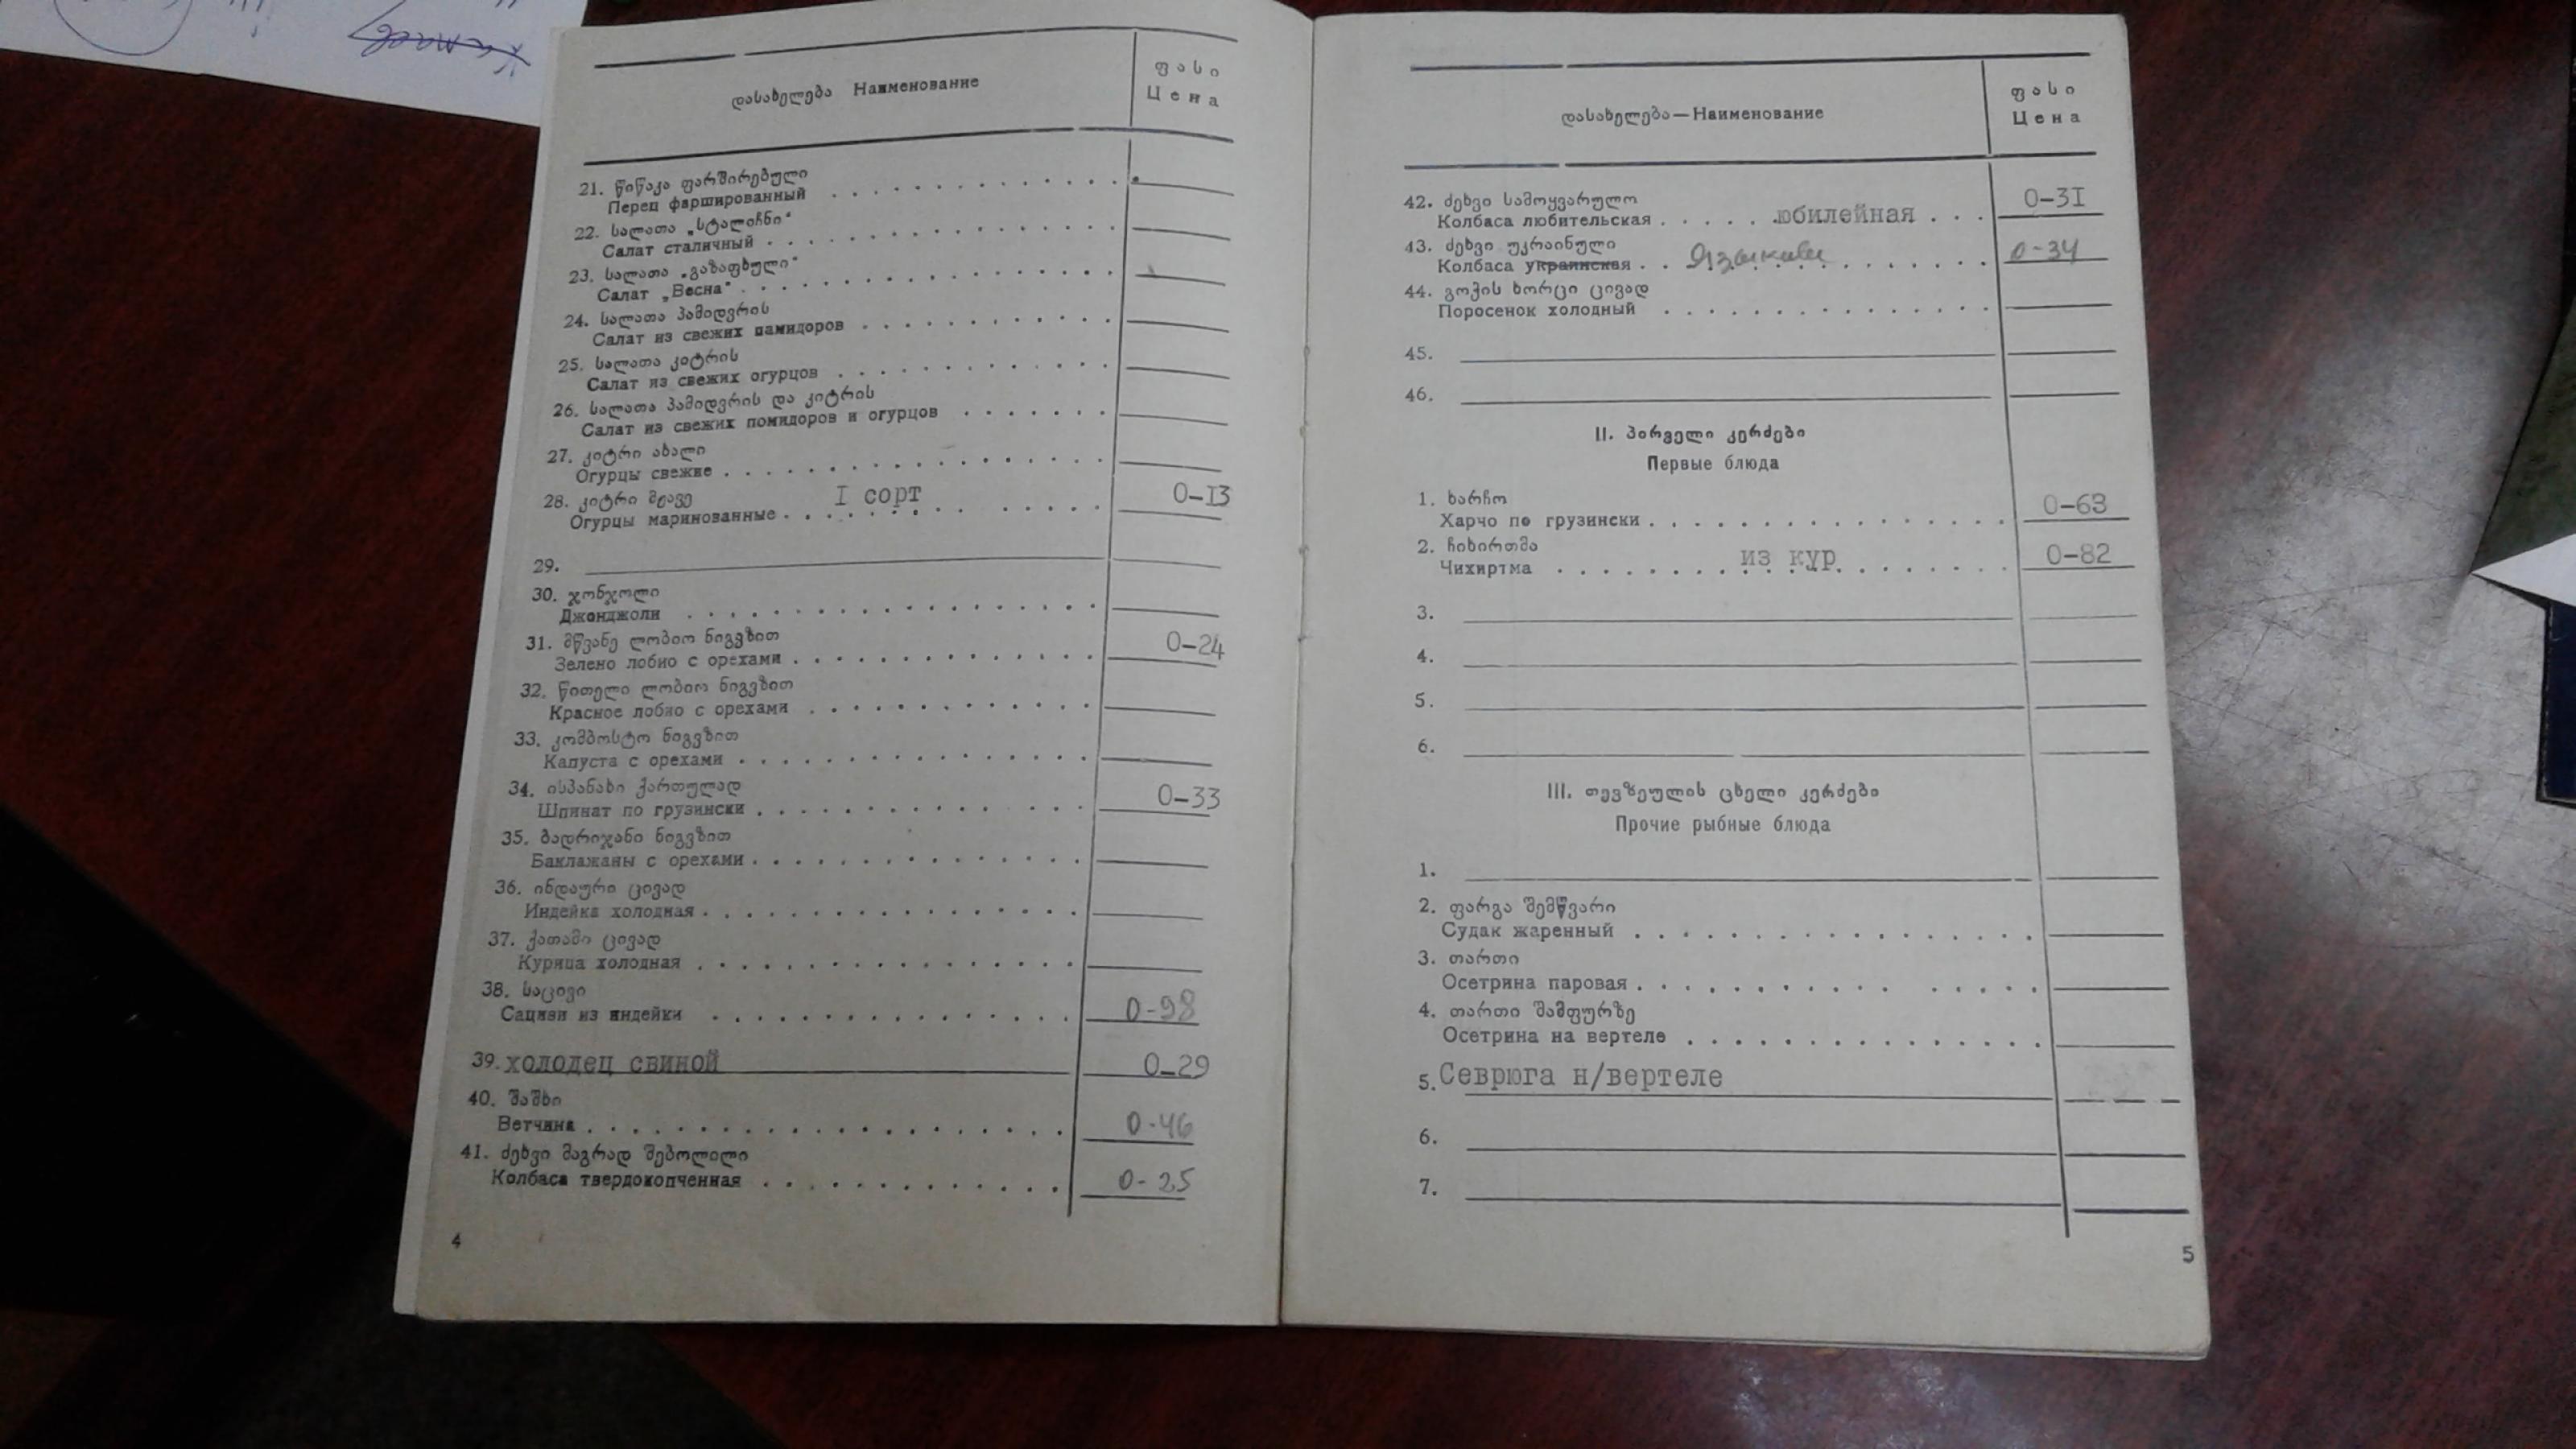 დასახელება Наименование
ფასი
Цена
21. წიწაკა ფარშირებული
Перец фаршированный
22. სალათა „სტალიჩნი“
Салат сталичный
23. სალათა „გაზაფხული“
Салат „Весна“
24. სალათა პამიდვრის
Салат из свежих памидоров
25. სალათა კიტრის
Салат из свежих огурцов
26. სალათა პამიდვრის და კიტრის
Салат из свежих помидоров и огурцов
27. კიტრი ახალი
Огурцы свежие
28. კიტრი მჟავე I сорт 0-I3
Огурцы маринованные
29.
30. ჯონჯოლი
Джонджоли
31. მწვანე ლობიო ნიგვზით 0-24
Зелено лобио с орехами
32. წითელი ლობიო ნიგვზით
Красное лобио с орехами
33. კომბოსტო ნიგვზით
Капуста с орехами
34. ისპანახი ქართულად 0-33
Шпинат по грузински
35. ბადრიჯანი ნიგვზით
Баклажаны с орехами
36. ინდაური ცივად
Индейка холодная
37. ქათამი ცივად
Курица холодная
38. საცივი
Сациви из индейки 0-98
39. холодец свиной 0-29
40. შაშხი
Ветчина 0-46
41. ძეხვი მაგრად შებოლილი
Колбаса твердокопченная 0-25
4
დასახელება — Наименование
ფასი
Цена
42. ძეხვი სამოყვარულო 0-3I
Колбаса любительская юбилейная
43. ძეხვი უკრაინული
Колбаса украинская 0-34
44. გოჭის ხორცი ცივად
Поросенок холодный
45.
46.
II. პირველი კერძები
Первые блюда
1. ხარჩო 0-63
Харчо по грузински
2. ჩიხირთმა
Чихиртма из кур 0-82
3.
4.
5.
6.
III. თევზეულის ცხელი კერძები
Прочие рыбные блюда
1.
2. ფარგა შემწვარი
Судак жаренный
3. თართი
Осетрина паровая
4. თართი შამფურზე
Осетрина на вертеле
5. Севрюга н/вертеле
6.
7.
5